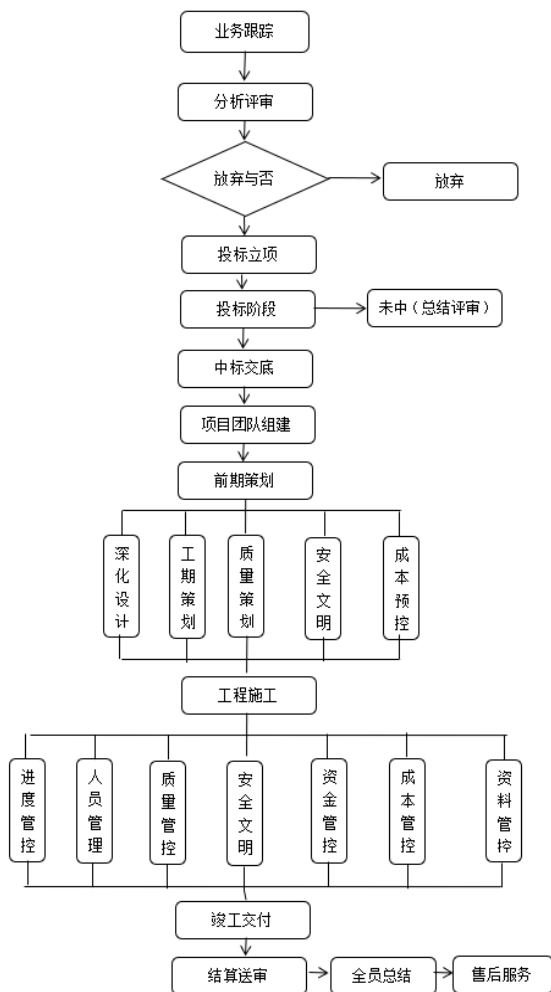 业务跟踪
分析评审
放弃与否
放弃
投标立项
投标阶段
未中（总结评审）
中标交底
项目团队组建
前期策划
深化设计
工期策划
质量策划
安全文明
成本预控
工程施工
进度管控
人员管理
质量管控
安全文明
资金管控
成本管控
资料管控
竣工交付
结算送审
全员总结
售后服务